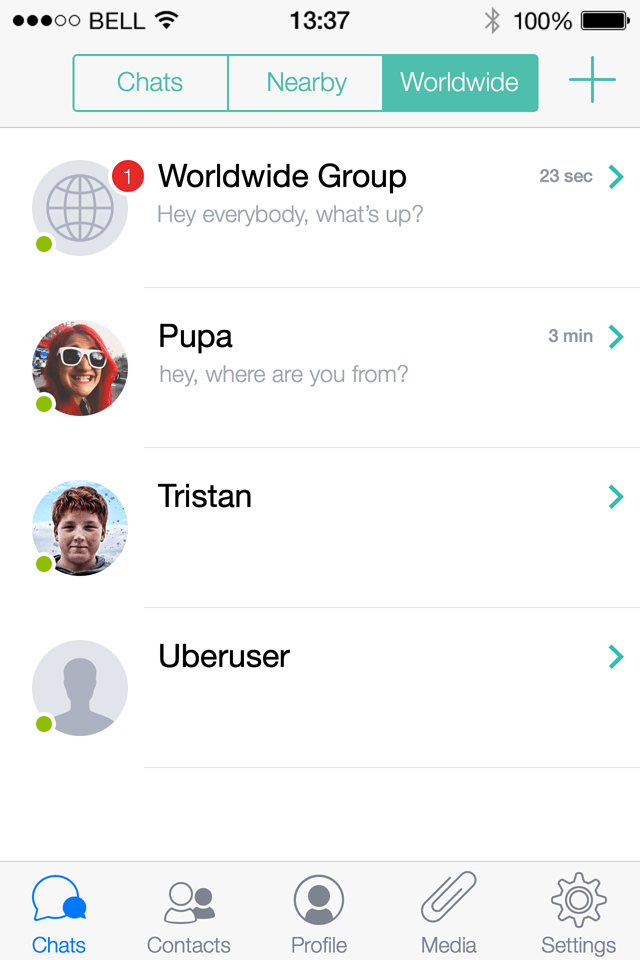 BELL 13:37 100%
Chats Nearby Worldwide
1 Worldwide Group 23 sec
Hey everybody, what’s up?
Pupa 3 min
hey, where are you from?
Tristan
Uberuser
Chats Contacts Profile Media Settings